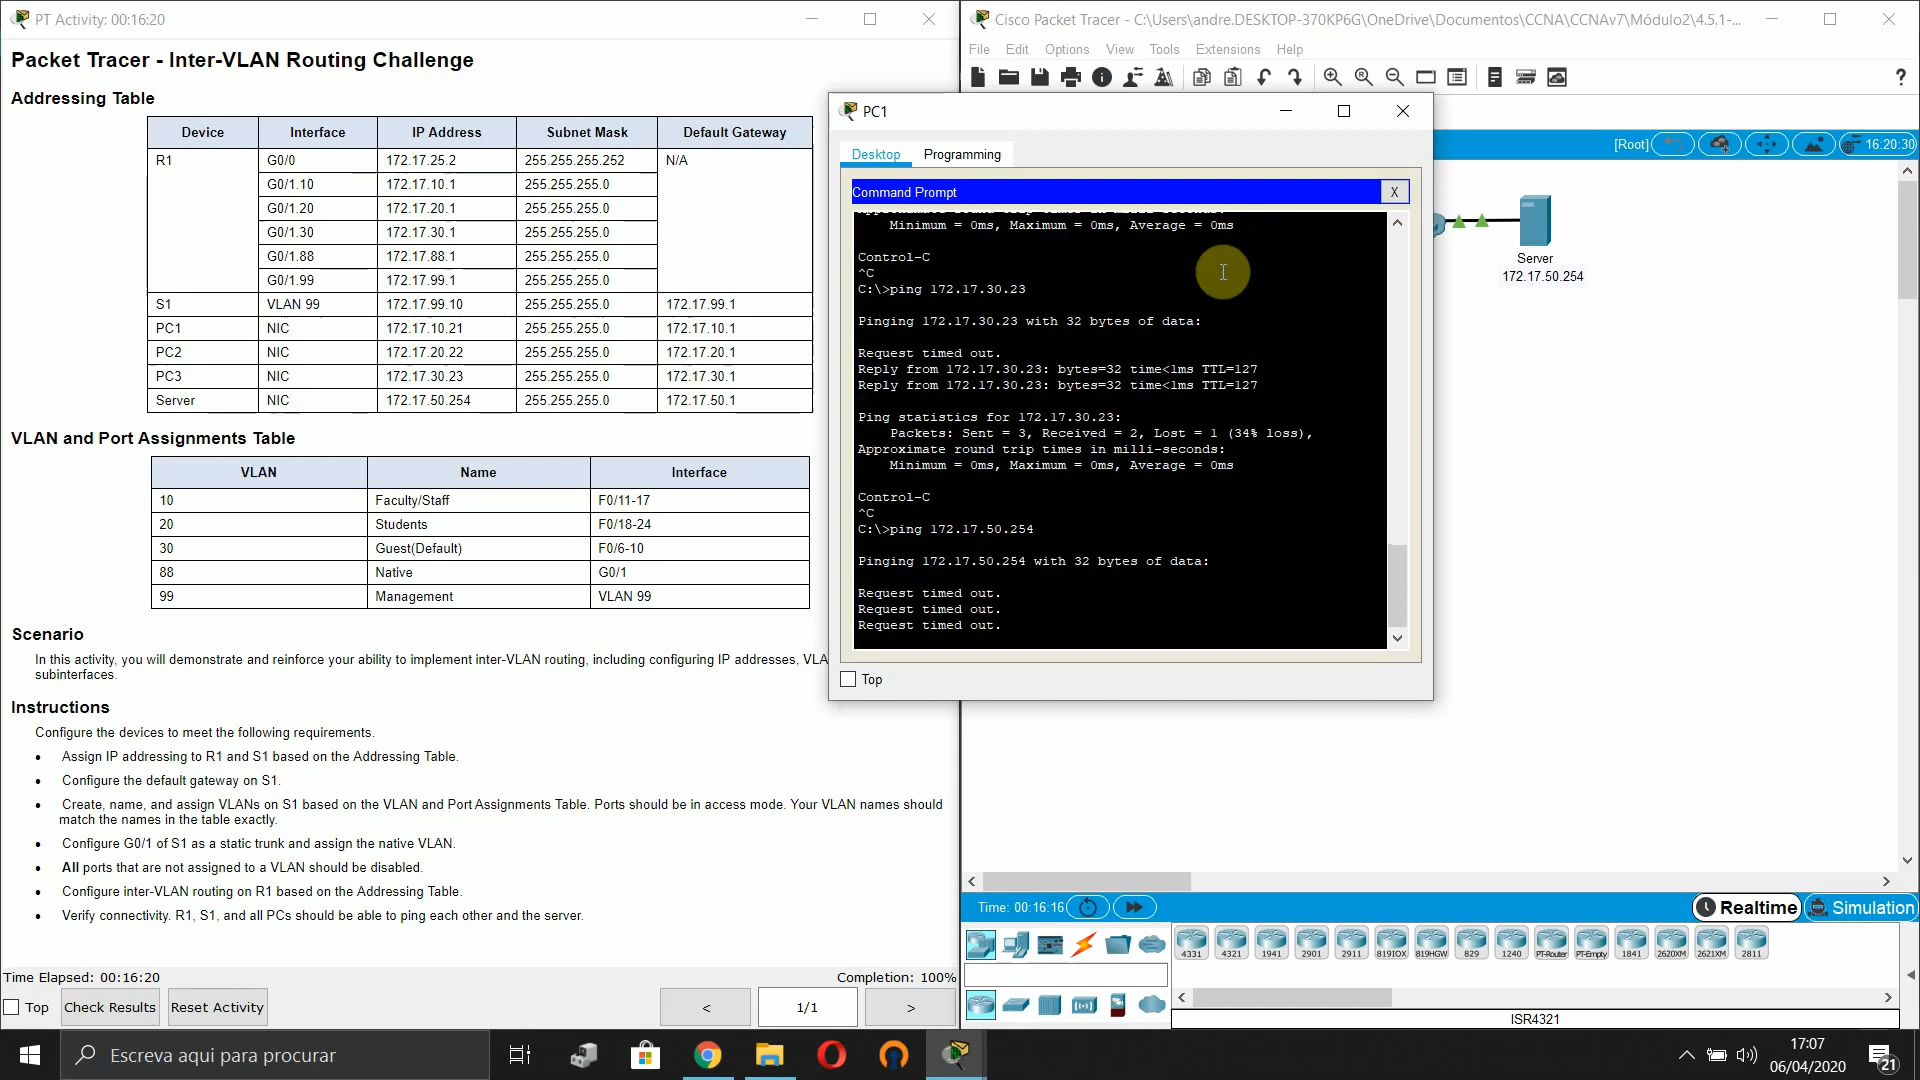 PT Activity: 00:16:20
Packet Tracer - Inter-VLAN Routing Challenge
Addressing Table
Device Interface IP Address Subnet Mask Default Gateway
R1 G0/0 172.17.25.2 255.255.255.252 N/A
G0/1.10 172.17.10.1 255.255.255.0
G0/1.20 172.17.20.1 255.255.255.0
G0/1.30 172.17.30.1 255.255.255.0
G0/1.88 172.17.88.1 255.255.255.0
G0/1.99 172.17.99.1 255.255.255.0
S1 VLAN 99 172.17.99.10 255.255.255.0 172.17.99.1
PC1 NIC 172.17.10.21 255.255.255.0 172.17.10.1
PC2 NIC 172.17.20.22 255.255.255.0 172.17.20.1
PC3 NIC 172.17.30.23 255.255.255.0 172.17.30.1
Server NIC 172.17.50.254 255.255.255.0 172.17.50.1
VLAN and Port Assignments Table
VLAN Name Interface
10 Faculty/Staff F0/11-17
20 Students F0/18-24
30 Guest(Default) F0/6-10
88 Native G0/1
99 Management VLAN 99
Scenario
In this activity, you will demonstrate and reinforce your ability to implement inter-VLAN routing, including configuring IP addresses, VLA
subinterfaces.
Instructions
Configure the devices to meet the following requirements.
• Assign IP addressing to R1 and S1 based on the Addressing Table.
• Configure the default gateway on S1.
• Create, name, and assign VLANs on S1 based on the VLAN and Port Assignments Table. Ports should be in access mode. Your VLAN names should
match the names in the table exactly.
• Configure G0/1 of S1 as a static trunk and assign the native VLAN.
• All ports that are not assigned to a VLAN should be disabled.
• Configure inter-VLAN routing on R1 based on the Addressing Table.
• Verify connectivity. R1, S1, and all PCs should be able to ping each other and the server.
Time Elapsed: 00:16:20 Completion: 100%
Top Check Results Reset Activity < 1/1 >
Cisco Packet Tracer - C:\Users\andre.DESKTOP-370KP6G\OneDrive\Documentos\CCNA\CCNAv7\Módulo2\4.5.1-...
File Edit Options View Tools Extensions Help
?
[Root] 16:20:30
Server
172.17.50.254
PC1
Desktop Programming
Command Prompt X
Approximate round trip times in milli-seconds:
Minimum = 0ms, Maximum = 0ms, Average = 0ms
Control-C
^C
C:\>ping 172.17.30.23
Pinging 172.17.30.23 with 32 bytes of data:
Request timed out.
Reply from 172.17.30.23: bytes=32 time<1ms TTL=127
Reply from 172.17.30.23: bytes=32 time<1ms TTL=127
Ping statistics for 172.17.30.23:
Packets: Sent = 3, Received = 2, Lost = 1 (34% loss),
Approximate round trip times in milli-seconds:
Minimum = 0ms, Maximum = 0ms, Average = 0ms
Control-C
^C
C:\>ping 172.17.50.254
Pinging 172.17.50.254 with 32 bytes of data:
Request timed out.
Request timed out.
Request timed out.
Top
Time: 00:16:16 Realtime Simulation
4331 4321 1941 2901 2911 819IOX 819HGW 829 1240 PT-Router PT-Empty 1841 2620XM 2621XM 2811
ISR4321
Escreva aqui para procurar
17:07
06/04/2020
21